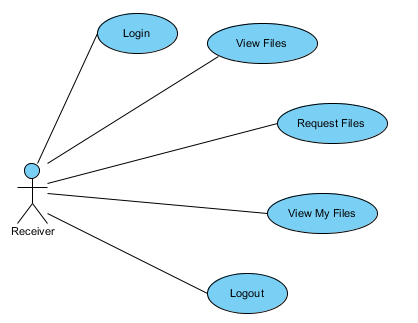 Login
View Files
Request Files
View My Files
Receiver
Logout